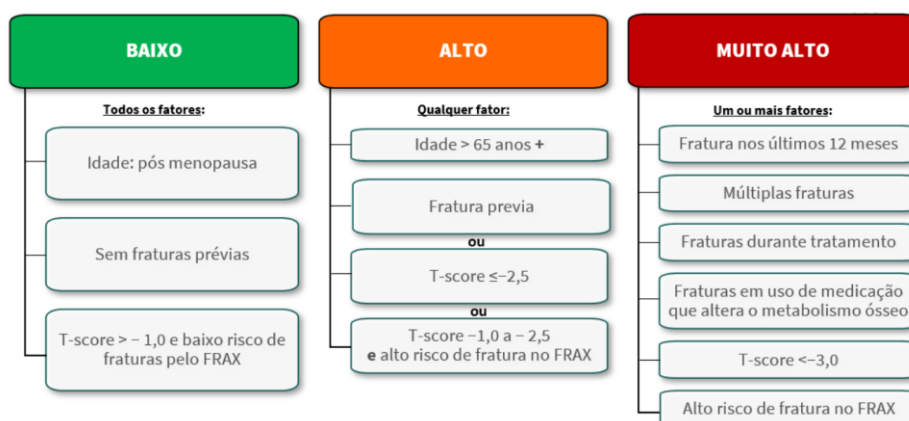 BAIXO
Todos os fatores:
Idade: pós menopausa
Sem fraturas prévias
T-score > – 1,0 e baixo risco de
fraturas pelo FRAX
ALTO
Qualquer fator:
Idade > 65 anos +
Fratura previa
ou
T-score ≤−2,5
ou
T-score −1,0 a – 2,5
e alto risco de fratura no FRAX
MUITO ALTO
Um ou mais fatores:
Fratura nos últimos 12 meses
Múltiplas fraturas
Fraturas durante tratamento
Fraturas em uso de medicação
que altera o metabolismo ósseo
T-score <−3,0
Alto risco de fratura no FRAX